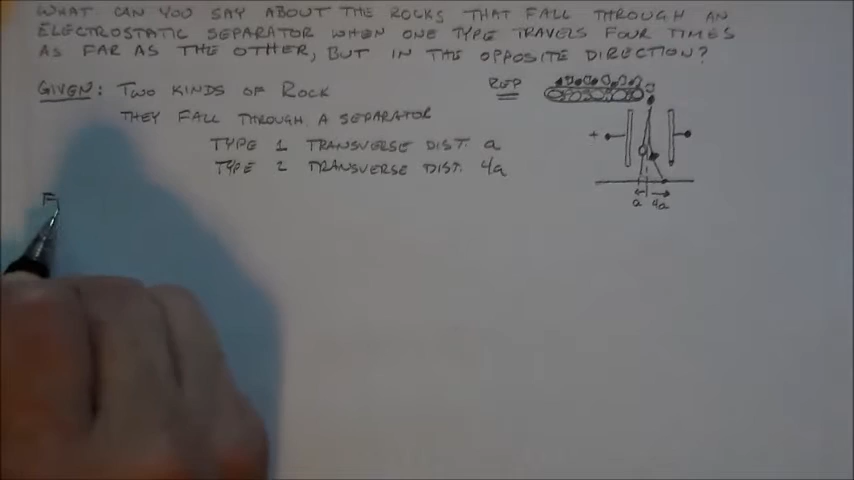 WHAT CAN YOU SAY ABOUT THE ROCKS THAT FALL THROUGH AN
ELECTROSTATIC SEPARATOR WHEN ONE TYPE TRAVELS FOUR TIMES
AS FAR AS THE OTHER, BUT IN THE OPPOSITE DIRECTION?
GIVEN: TWO KINDS OF ROCK
THEY FALL THROUGH A SEPARATOR
TYPE 1 TRANSVERSE DIST. a
TYPE 2 TRANSVERSE DIST. 4a
REP
+
a 4a
F